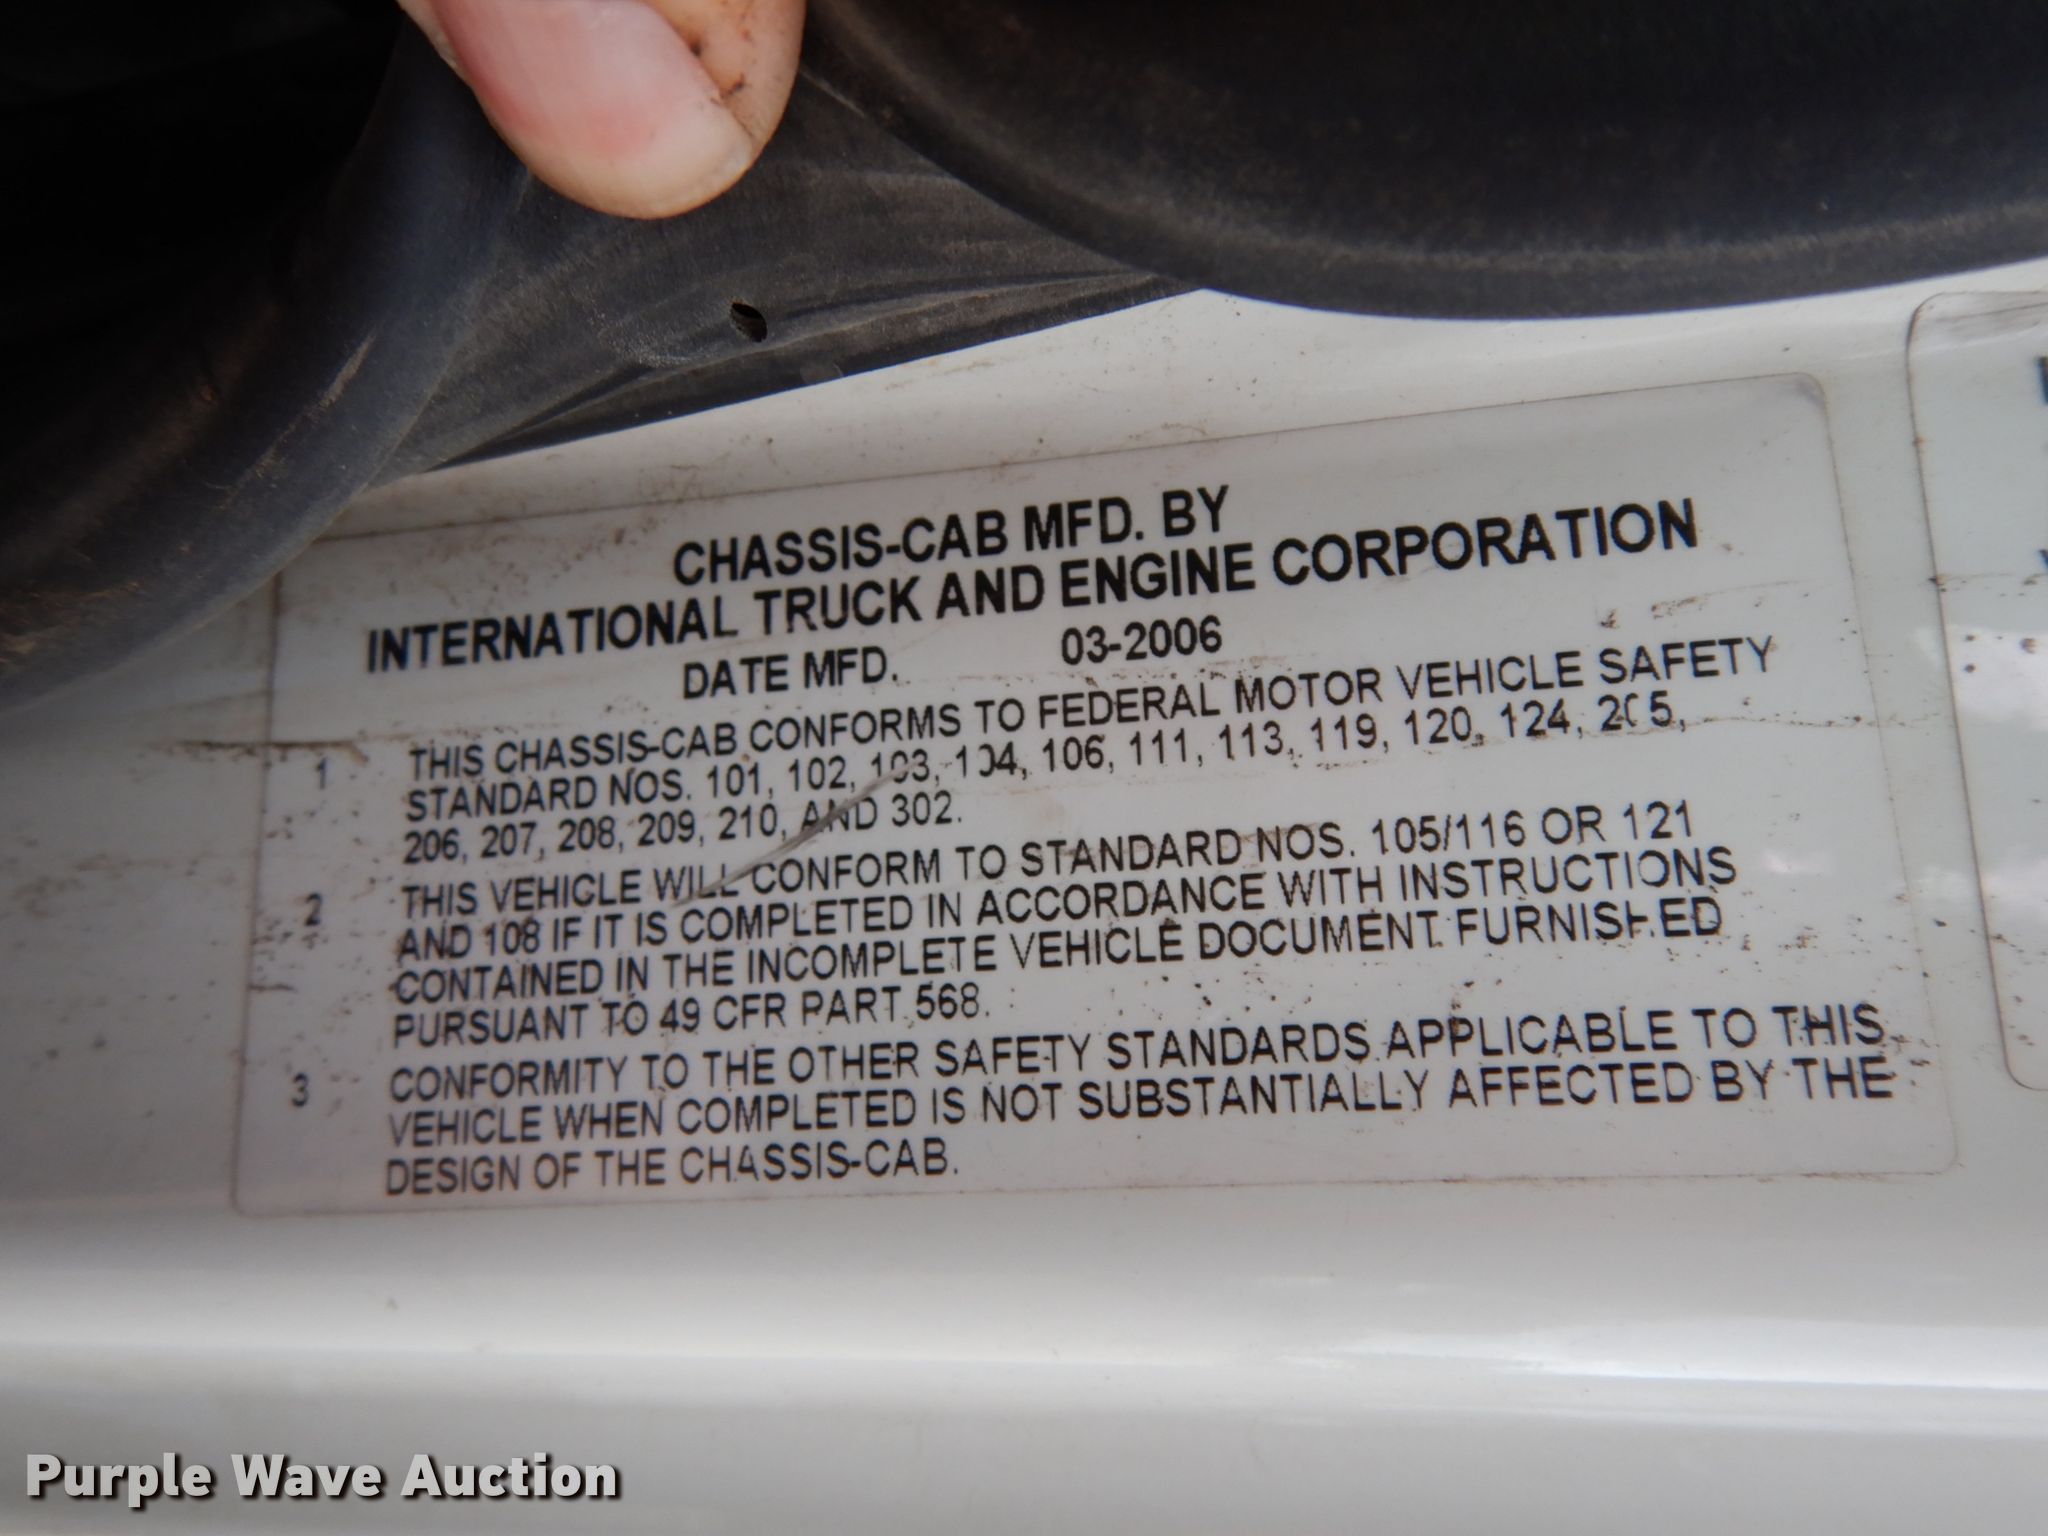 CHASSIS-CAB MFD. BY
INTERNATIONAL TRUCK AND ENGINE CORPORATION
DATE MFD. 03-2006
1 THIS CHASSIS-CAB CONFORMS TO FEDERAL MOTOR VEHICLE SAFETY
STANDARD NOS. 101, 102, 103, 104, 106, 111, 113, 119, 120, 124, 205,
206, 207, 208, 209, 210, AND 302.
2 THIS VEHICLE WILL CONFORM TO STANDARD NOS. 105/116 OR 121
AND 108 IF IT IS COMPLETED IN ACCORDANCE WITH INSTRUCTIONS
CONTAINED IN THE INCOMPLETE VEHICLE DOCUMENT FURNISHED
PURSUANT TO 49 CFR PART 568.
3 CONFORMITY TO THE OTHER SAFETY STANDARDS APPLICABLE TO THIS
VEHICLE WHEN COMPLETED IS NOT SUBSTANTIALLY AFFECTED BY THE
DESIGN OF THE CHASSIS-CAB.
Purple Wave Auction